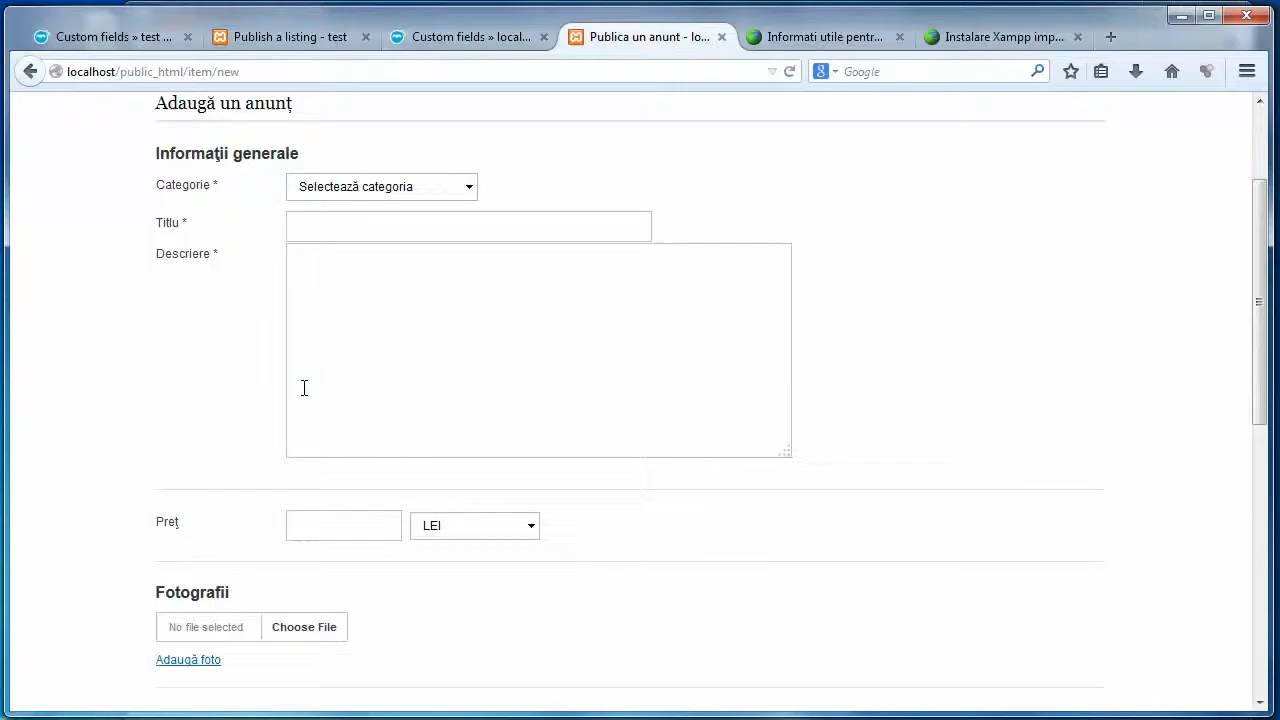 Custom fields » test ...
Publish a listing - test
Custom fields » local...
Publica un anunt - lo...
Informati utile pentr...
Instalare Xampp imp...
localhost/public_html/item/new
Google
Adaugă un anunț
Informaţii generale
Categorie *
Selectează categoria
Titlu *
Descriere *
Preţ
LEI
Fotografii
No file selected
Choose File
Adaugă foto